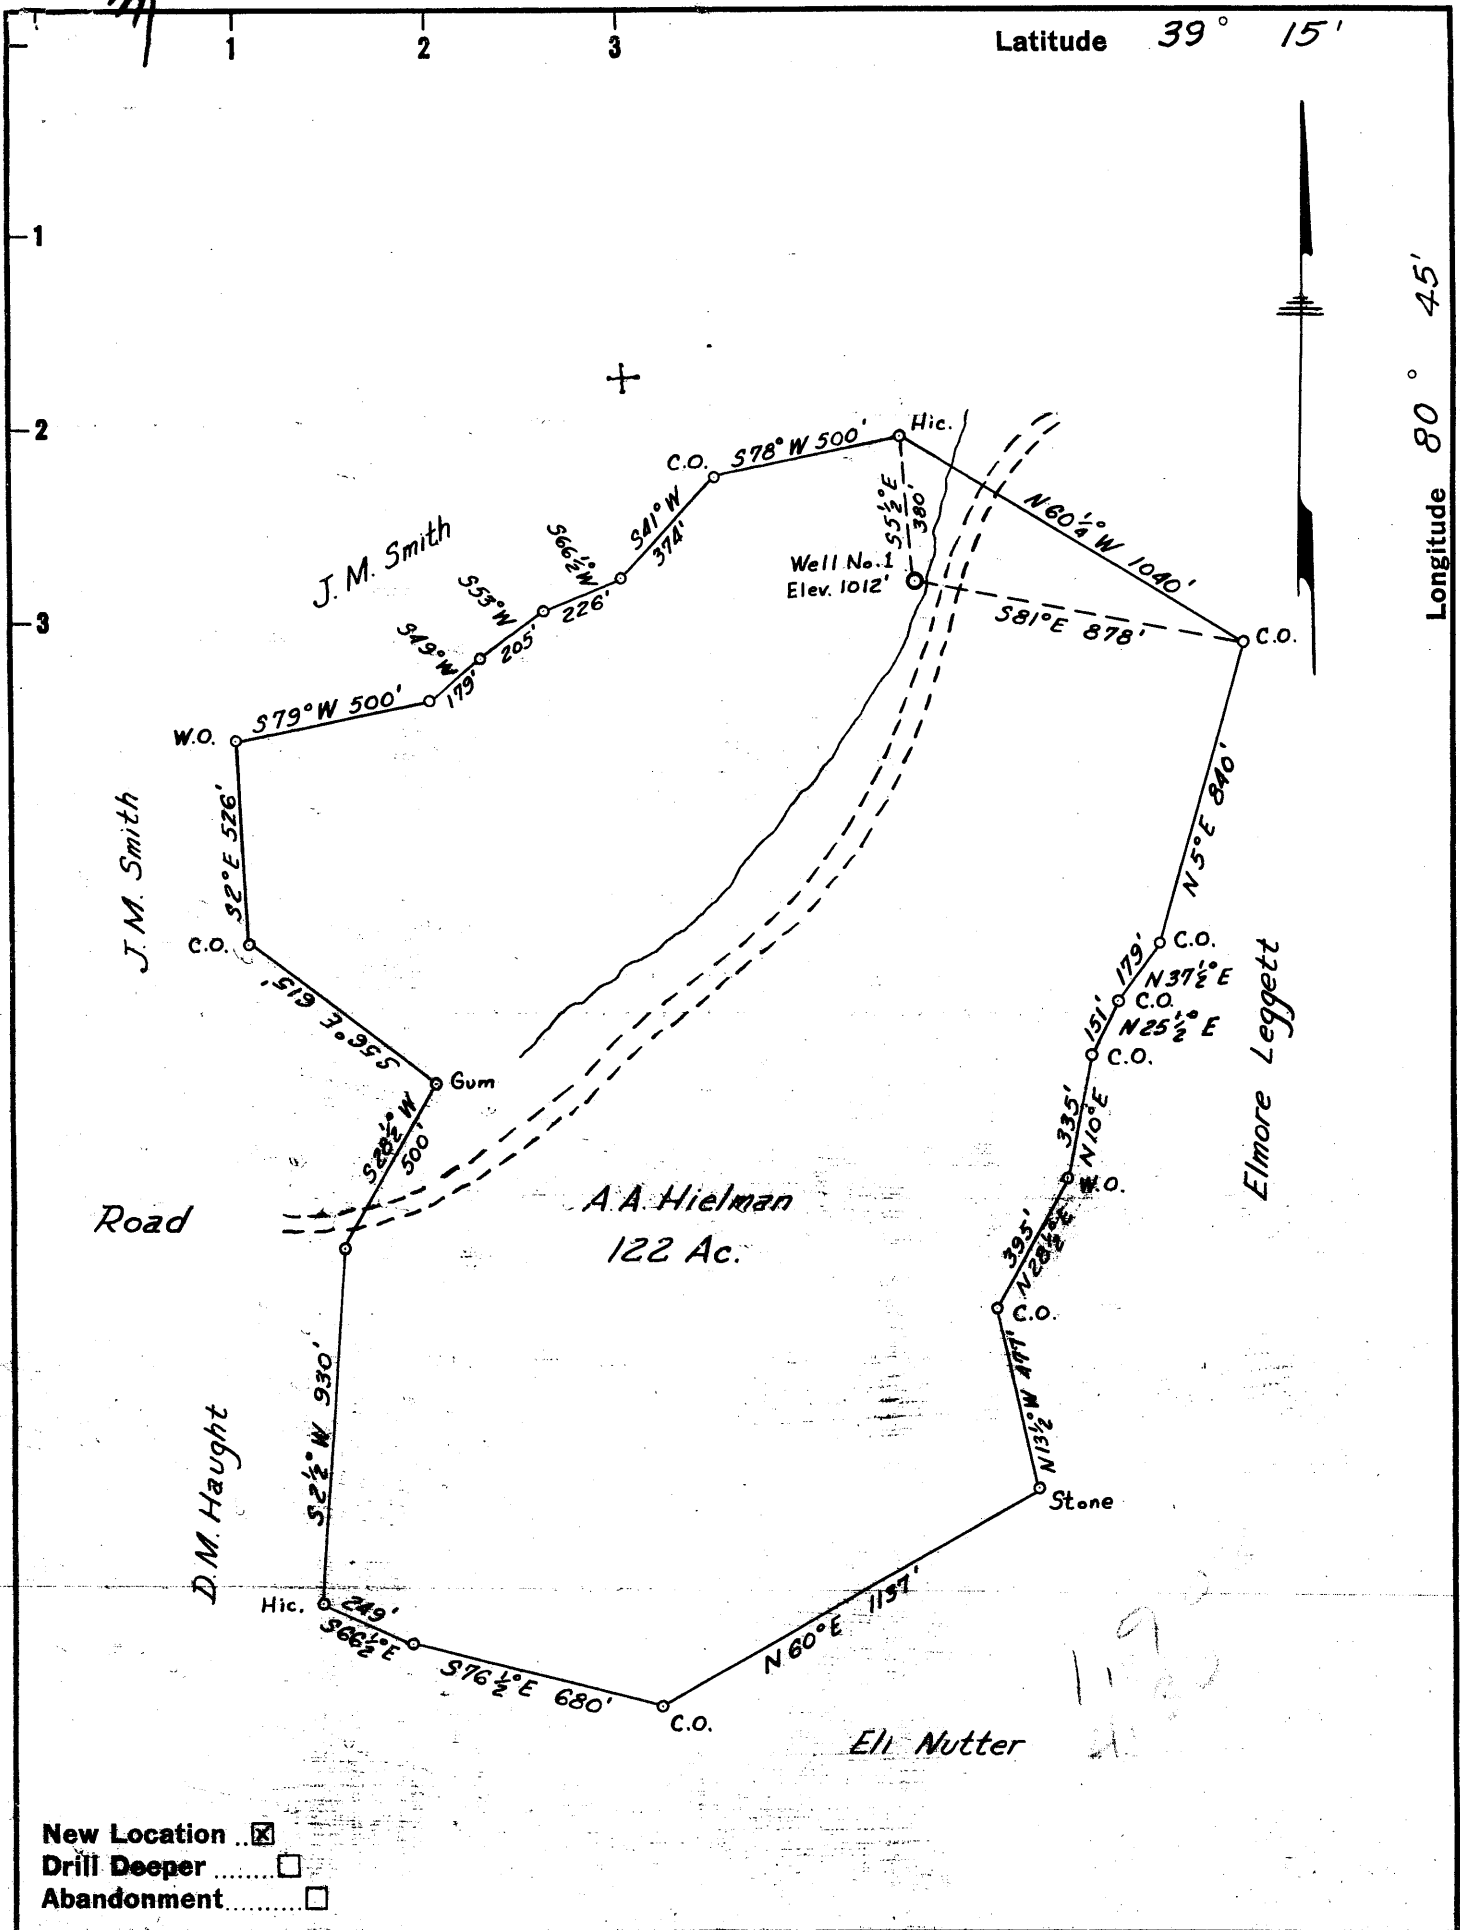 1 2 3
Latitude 39° 15'
1
2
3
Longitude 80° 45'
Hic.
S78°W 500'
C.O.
S41°W
374'
S66½°W
226'
S53°W
205'
S49°W
179'
J. M. Smith
S5½°E
380'
Well No. 1
Elev. 1012'
N60¼°W 1040'
S81°E 878'
C.O.
S79°W 500'
W.O.
J. M. Smith
S2°E 526'
C.O.
S56°E 615'
Gum
S28½°W
500'
N5°E 840'
C.O.
179'
N37½°E
C.O.
151'
N25½°E
C.O.
335'
N10°E
W.O.
395'
N28½°E
C.O.
Elmore Leggett
Road
A.A. Hielman
122 Ac.
N13½°W 477'
Stone
S2½°W 930'
D.M. Haught
Hic.
249'
S66½°E
S76½°E 680'
C.O.
N60°E 1137'
Eli Nutter
New Location ..☒
Drill Deeper ........☐
Abandonment..........☐